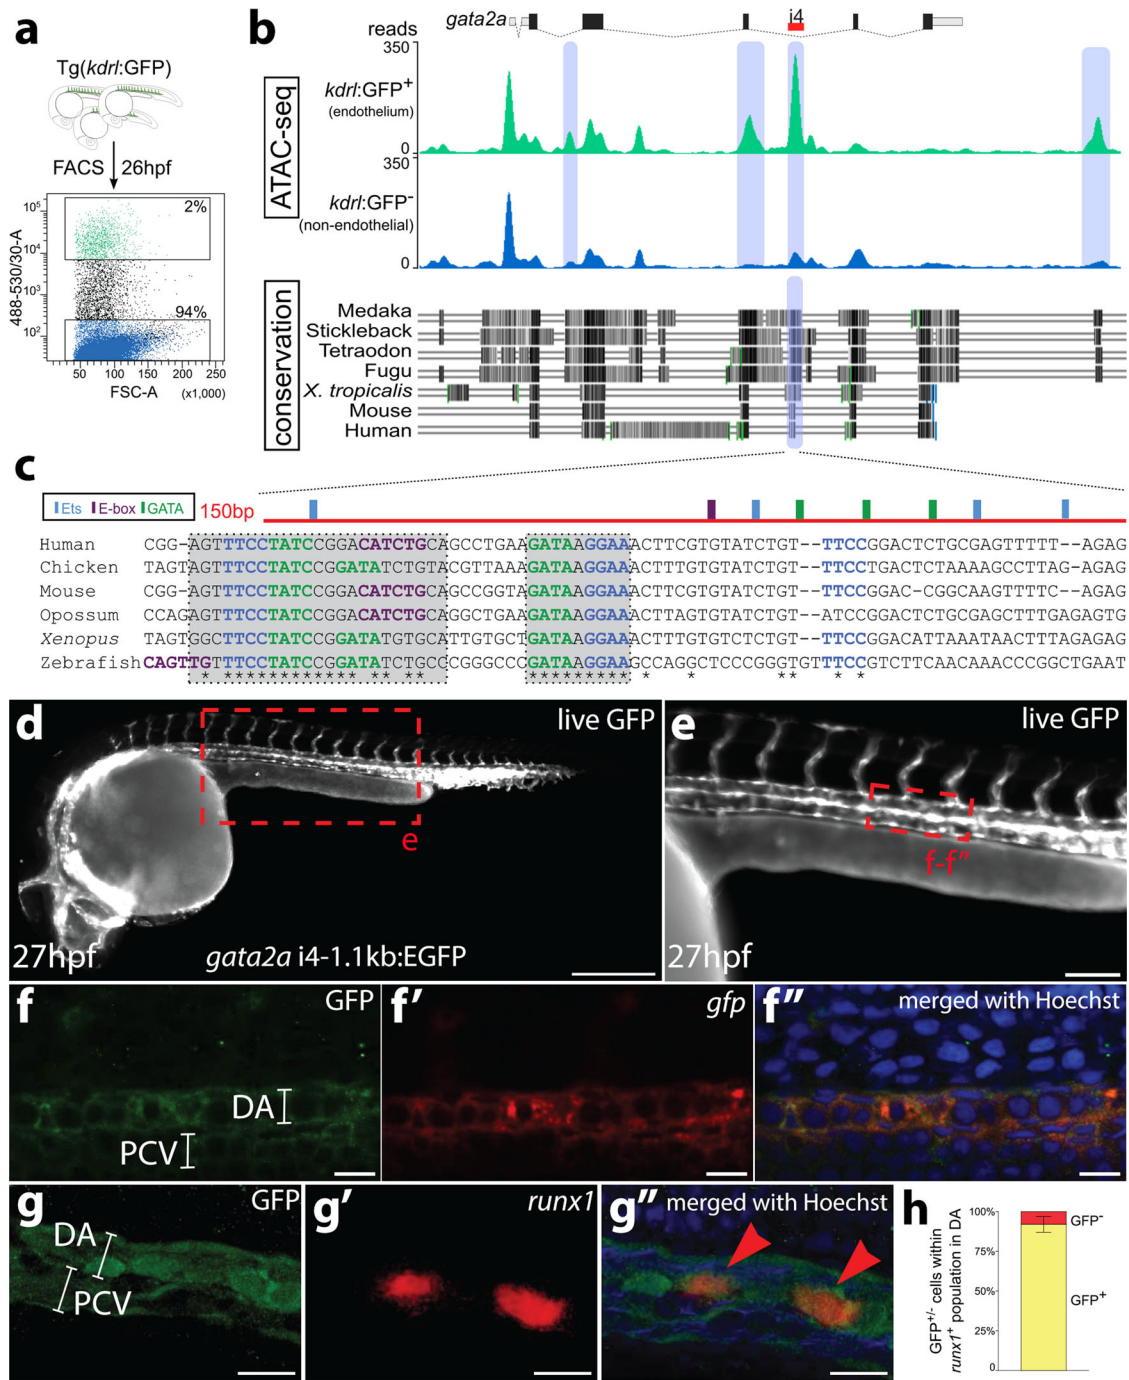 a
Tg(kdrl:GFP)
FACS
26hpf
2%
94%
10⁵
10⁴
10³
10²
488-530/30-A
50 100 150 200 250
FSC-A
(x1,000)
b
gata2a
i4
reads
350
kdrl:GFP⁺
(endothelium)
0
350
kdrl:GFP⁻
(non-endothelial)
0
ATAC-seq
conservation
Medaka
Stickleback
Tetraodon
Fugu
X. tropicalis
Mouse
Human
c
Ets E-box GATA
150bp
Human CGG-AGTTTCCTATCCGGACATCTGCAGCCTGAAGATAAGGAAACTTCGTGTATCTGT--TTCCGGACTCTGCGAGTTTTT-AGAG
Chicken TAGTAGTTTCCTATCCGGATATCTGTACGTTAAAGATAAGGAAACTTTGTGTATCTGT--TTCCTGACTCTAAAAGCCTTAG-AGAG
Mouse CGG-AGTTTCCTATCCGGACATCTGCAGCCGGTAGATAAGGAAACTTCGTGTATCTGT--TTCCGGAC-CGGCAAGTTTTC-AGAG
Opossum CCAGAGTTTCCTATCCGGACATCTGCAGGCTGAAGATAAGGAAACTTAGTGTATCTGT--ATCCGGACTCTGCGAGCTTTGAGAGTG
Xenopus TAGTGGCTTCCTATCCGGATATGTGCATTGTGCTGATAAGGAAACTTTGTGTCTCTGT--TTCCGGACATTAAATAACTTTAGAGAG
Zebrafish CAGTTGTTTCCTATCCGGATATCTGCCCGGGCCCGATAAGGAAGCCAGGCTCCCGGGTGTTTCCGTCTTCAACAAACCCGGCTGAAT
d
live GFP
e
27hpf
gata2a i4-1.1kb:EGFP
e
live GFP
f-f″
27hpf
f
GFP
DA
PCV
f′
gfp
f″
merged with Hoechst
g
GFP
DA
PCV
g′
runx1
g″
merged with Hoechst
h
GFP⁺/⁻ cells within
runx1⁺ population in DA
100%
75%
50%
25%
0
GFP⁻
GFP⁺